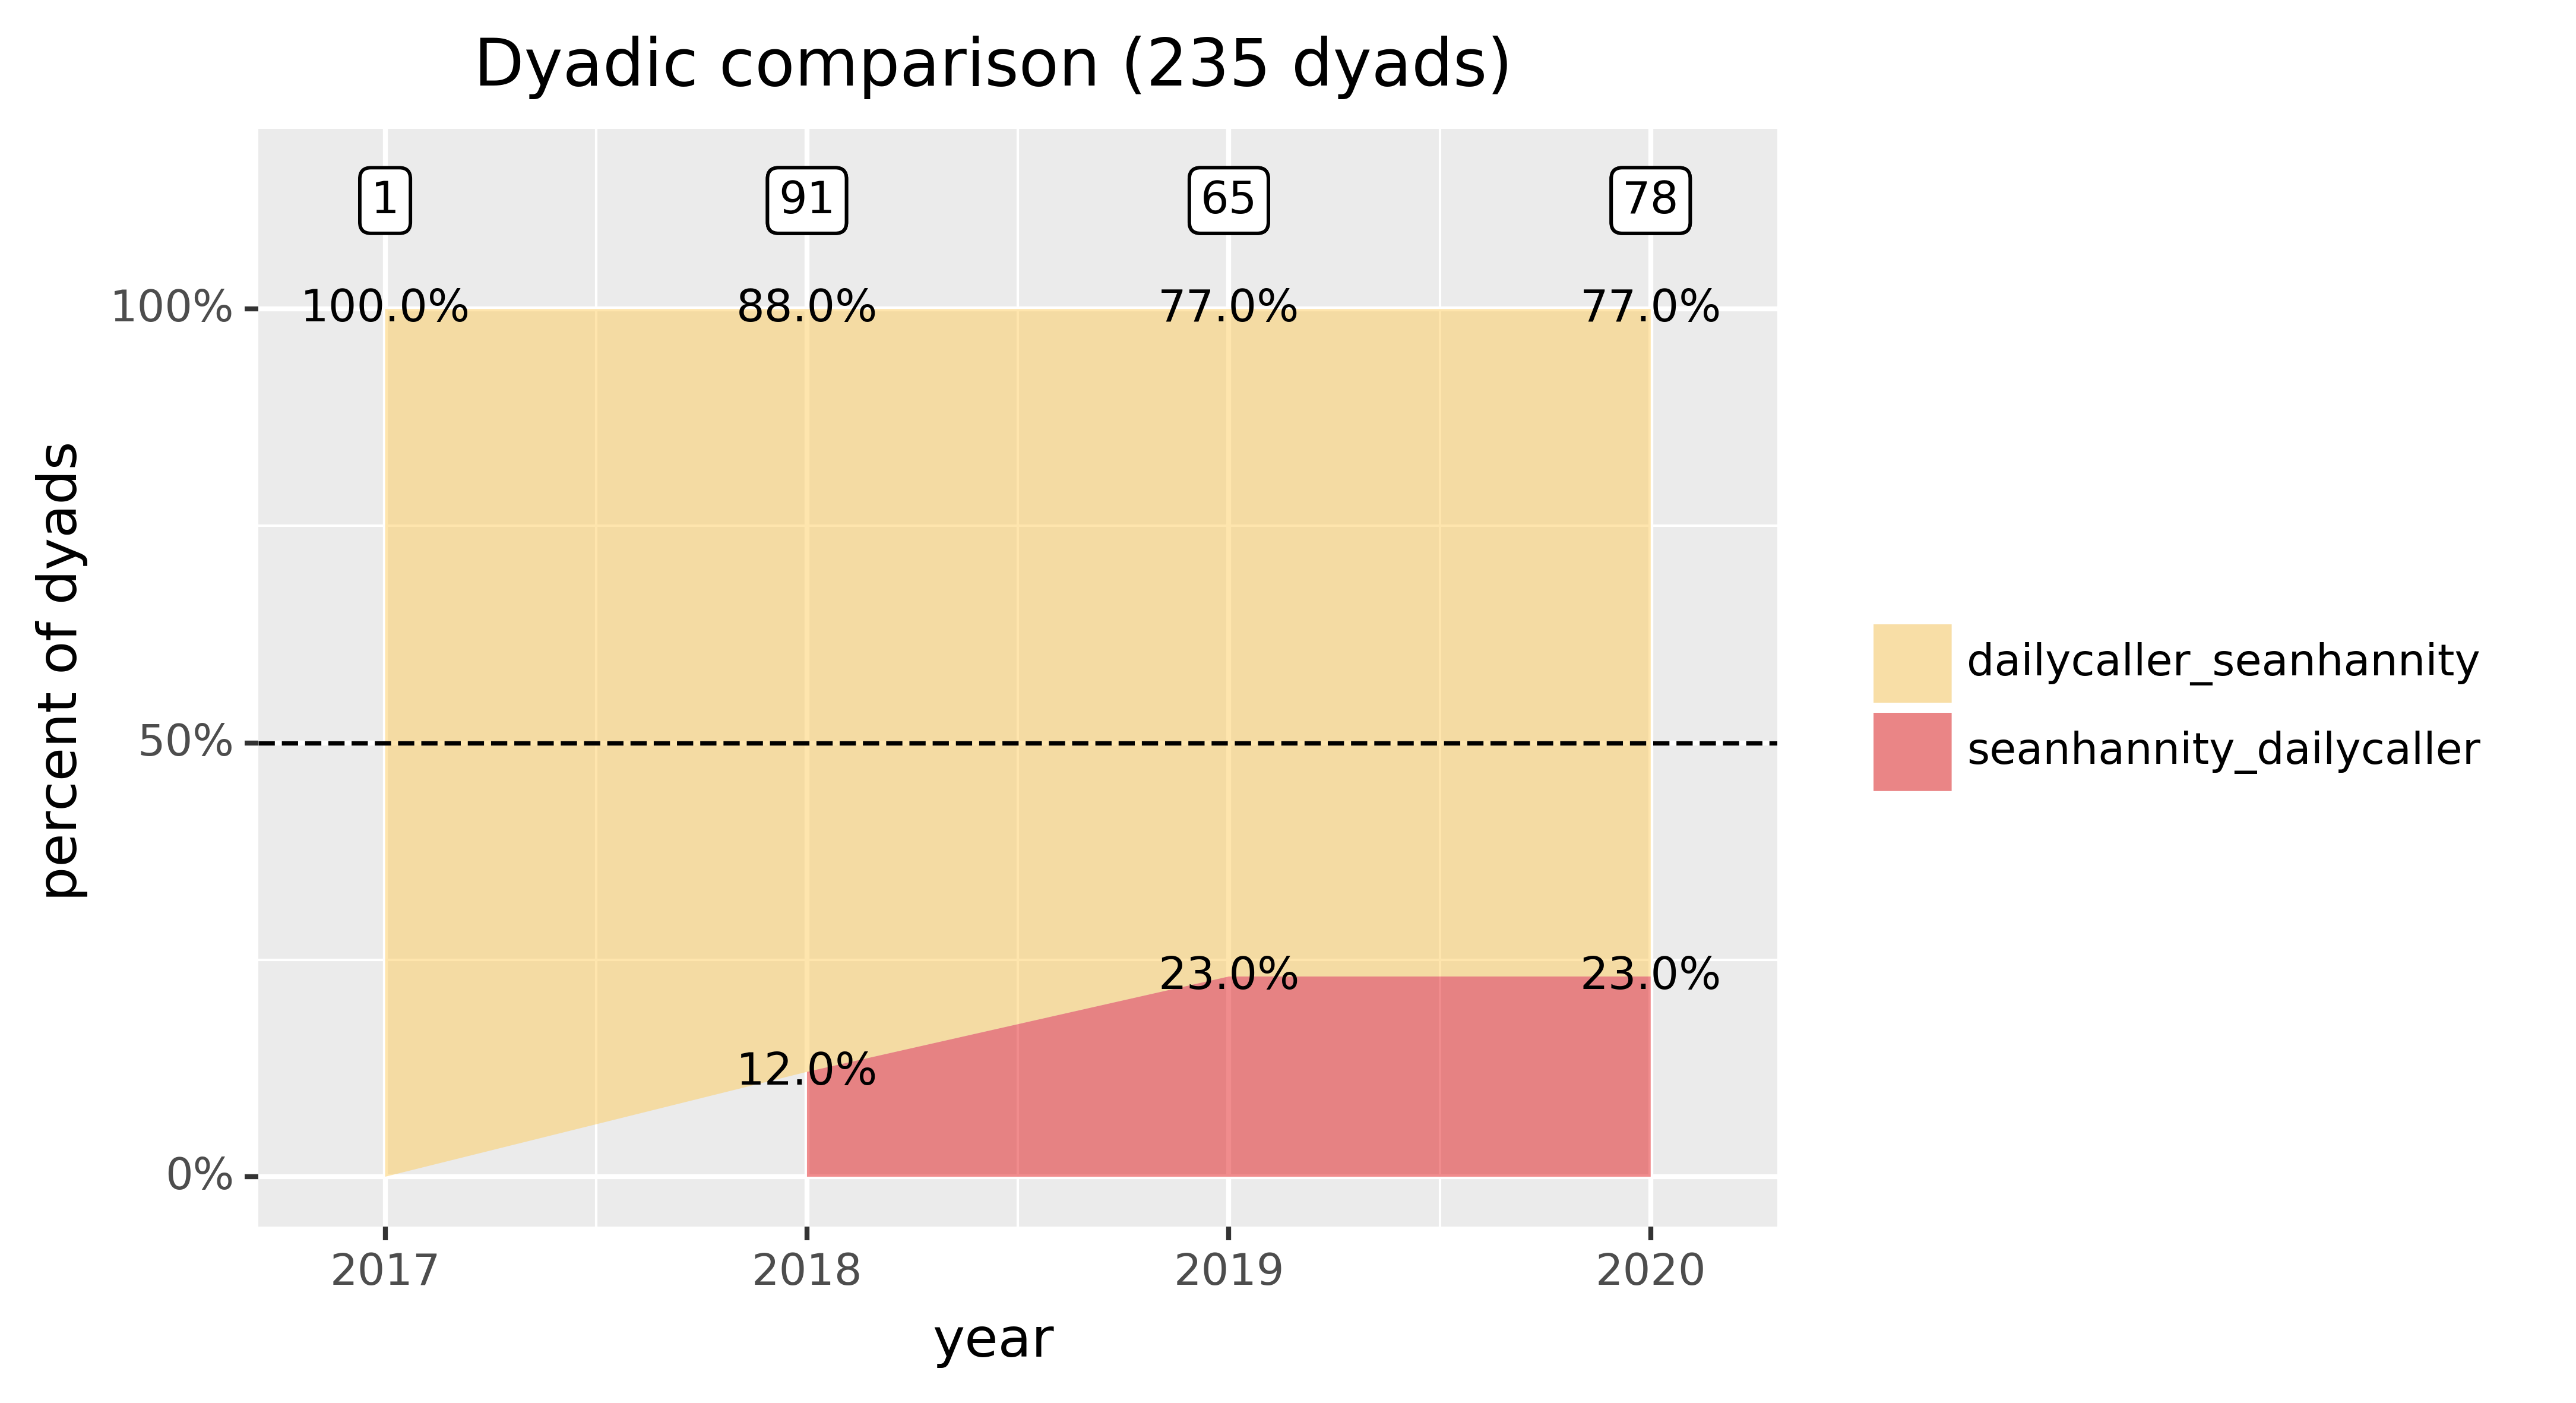 Dyadic comparison (235 dyads)
1 91 65 78
100% 100.0% 88.0% 77.0% 77.0%
50%
23.0% 23.0%
12.0%
0%
2017 2018 2019 2020
year
percent of dyads
dailycaller_seanhannity
seanhannity_dailycaller